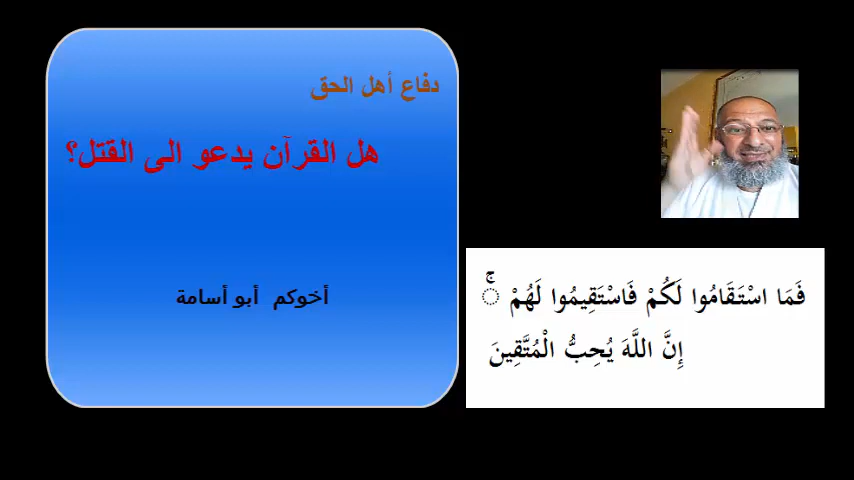 دفاع أهل الحق
هل القرآن يدعو الى القتل؟
أخوكم أبو أسامة
فَمَا اسْتَقَامُوا لَكُمْ فَاسْتَقِيمُوا لَهُمْ ۚ
إِنَّ اللَّهَ يُحِبُّ الْمُتَّقِينَ